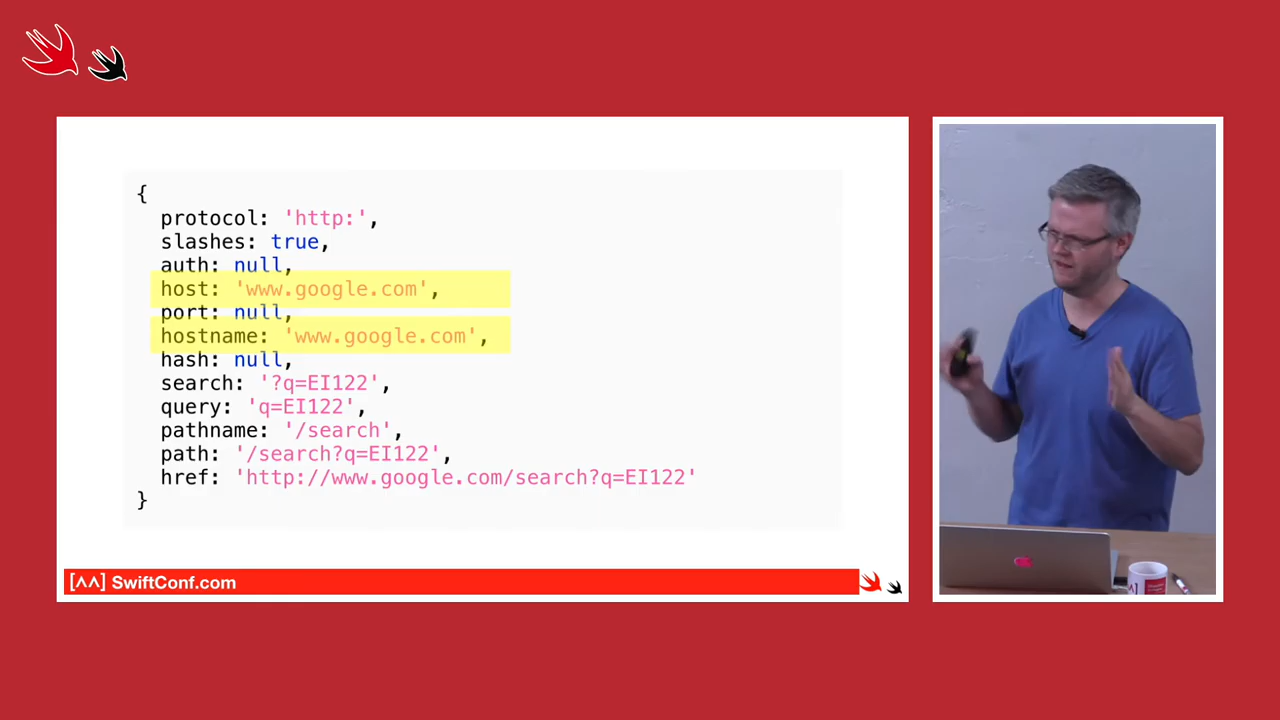 {
protocol: 'http:',
slashes: true,
auth: null,
host: 'www.google.com',
port: null,
hostname: 'www.google.com',
hash: null,
search: '?q=EI122',
query: 'q=EI122',
pathname: '/search',
path: '/search?q=EI122',
href: 'http://www.google.com/search?q=EI122'
}
[^^] SwiftConf.com